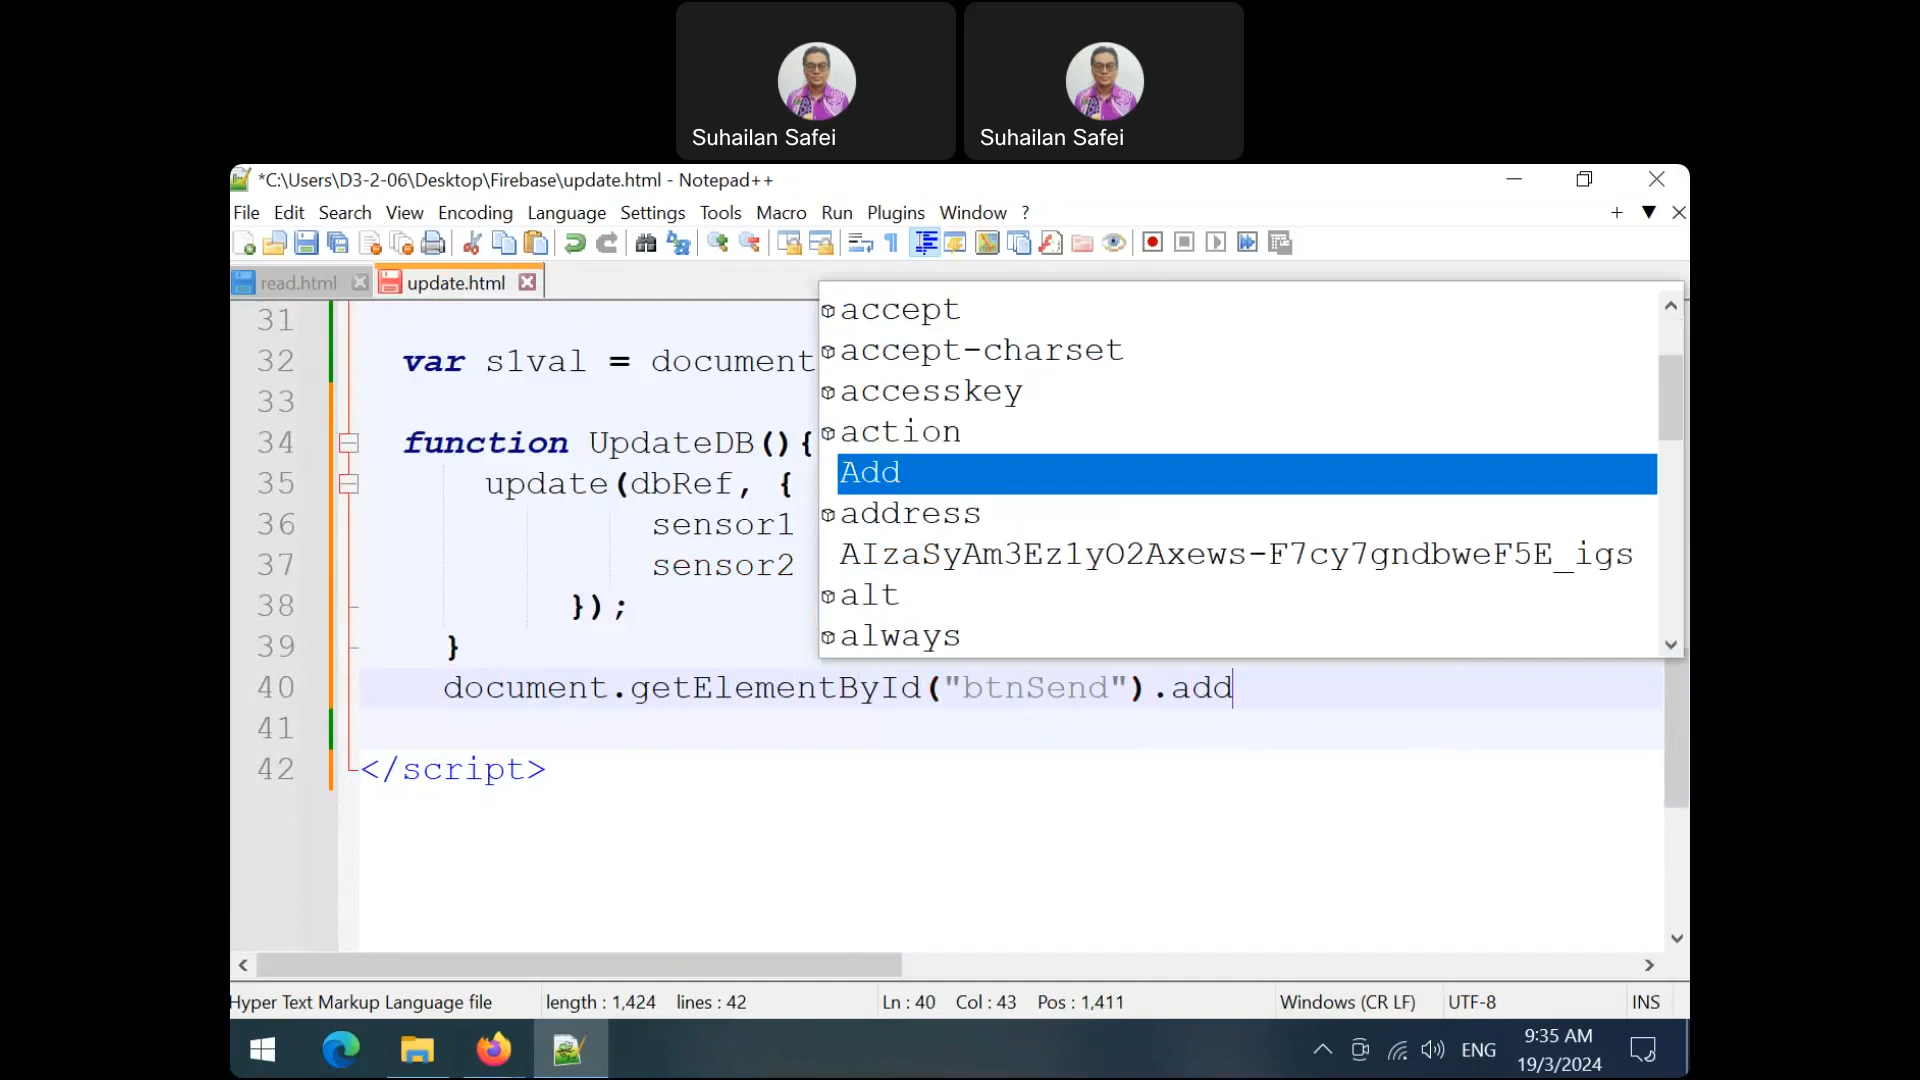 Suhailan Safei
Suhailan Safei
*C:\Users\D3-2-06\Desktop\Firebase\update.html - Notepad++
File Edit Search View Encoding Language Settings Tools Macro Run Plugins Window ?
read.html
update.html
31
32 var s1val = document
33
34 function UpdateDB(){
35 update(dbRef, {
36 sensor1
37 sensor2
38 });
39 }
40 document.getElementById("btnSend").add
41
42 </script>
accept
accept-charset
accesskey
action
Add
address
AIzaSyAm3Ez1yO2Axews-F7cy7gndbweF5E_igs
alt
always
Hyper Text Markup Language file length : 1,424 lines : 42 Ln : 40 Col : 43 Pos : 1,411 Windows (CR LF) UTF-8 INS
ENG
9:35 AM
19/3/2024